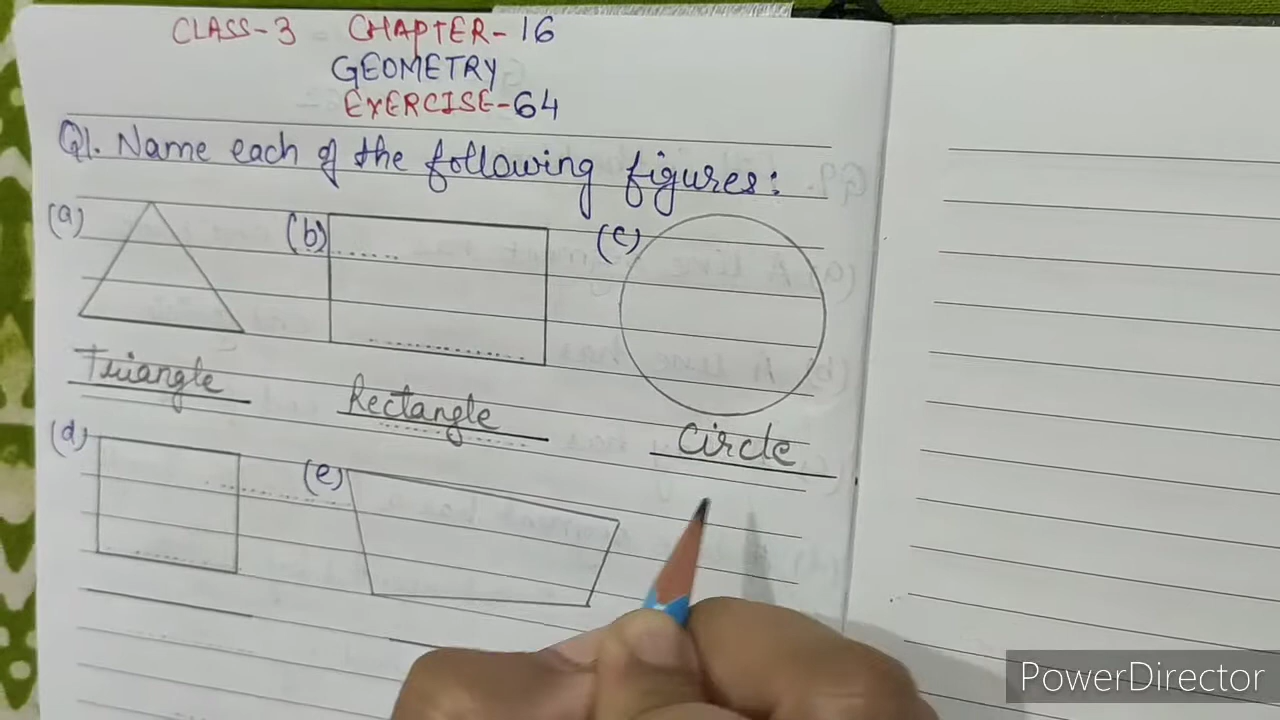 CLASS-3 CHAPTER-16
GEOMETRY
EXERCISE-64
Q1. Name each of the following figures:
(a) (b) (c)
Triangle Rectangle Circle
(d) (e)
PowerDirector